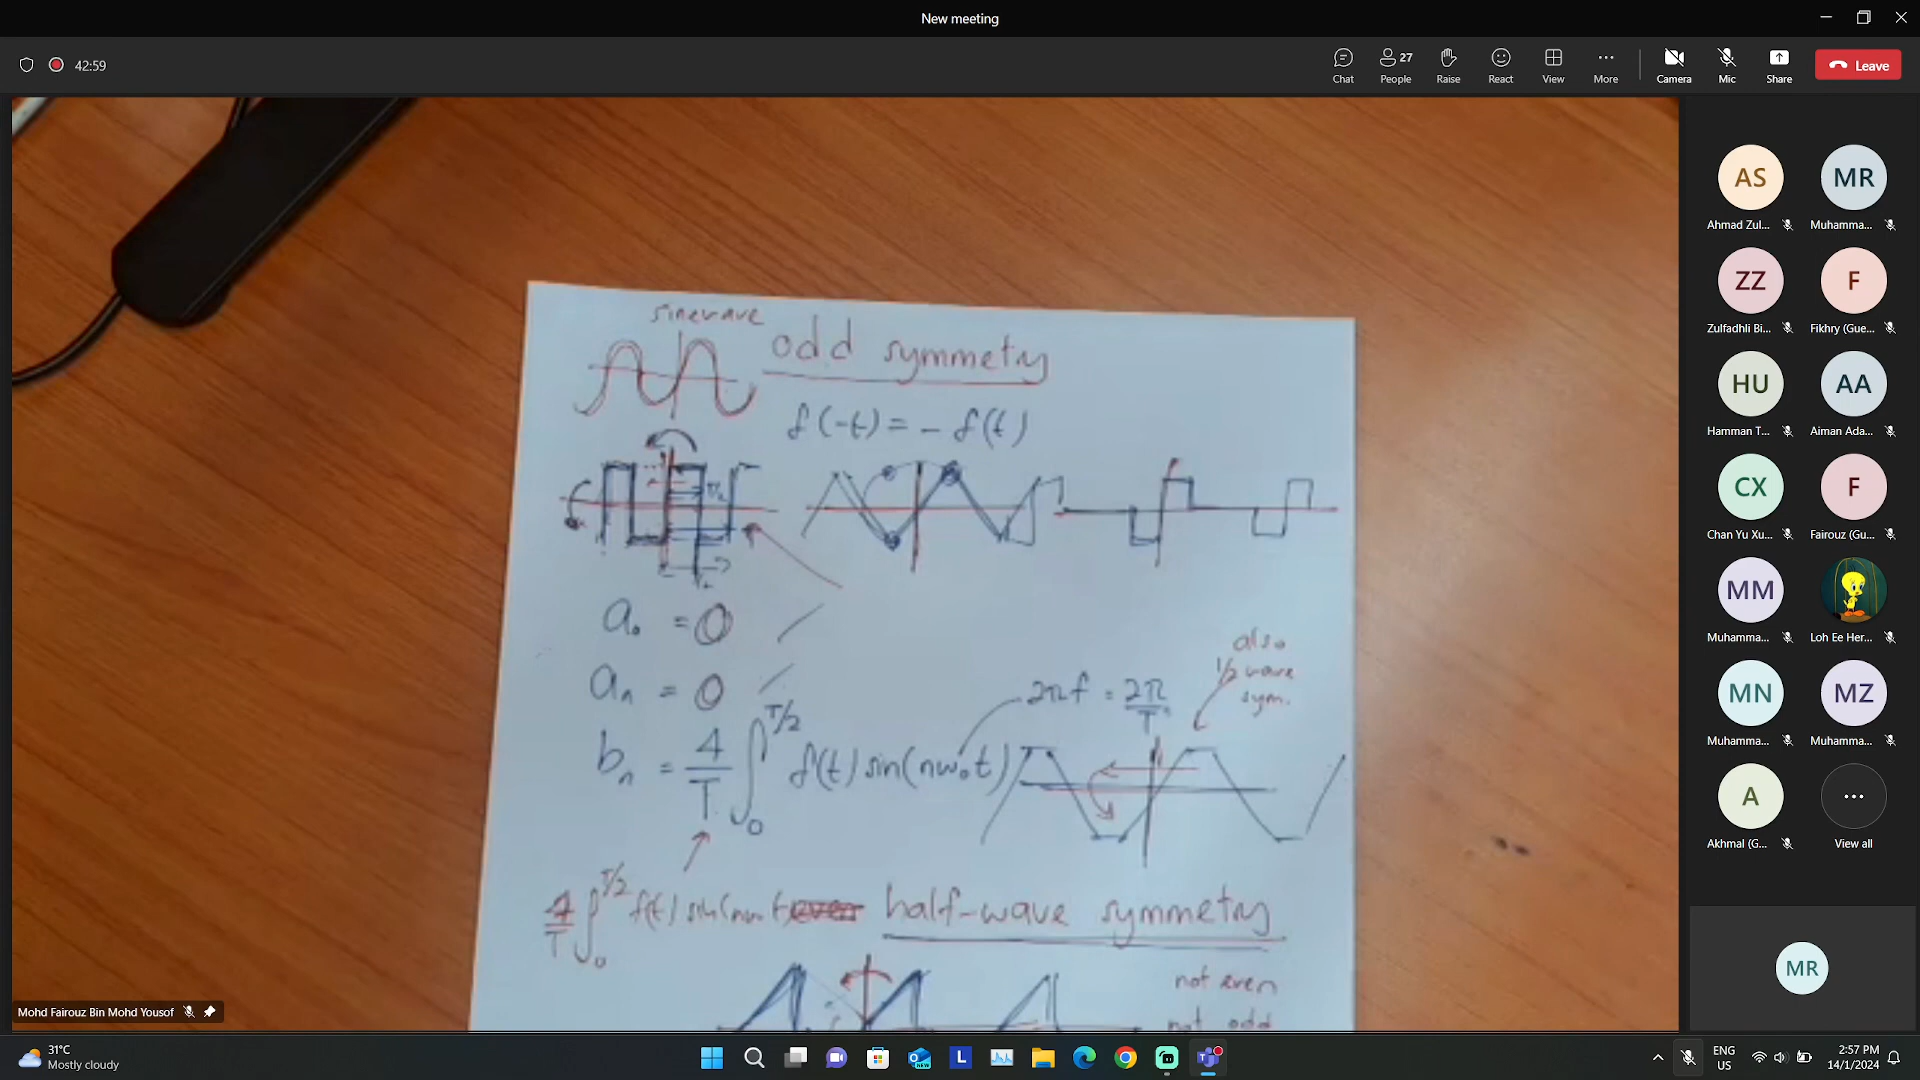 New meeting
42:59
Chat
27
People
Raise
React
View
More
Camera
Mic
Share
Leave
sinewave
odd symmetry
f(-t) = - f(t)
a₀ = 0
aₙ = 0
2πf = 2π/T
also
1/2 wave
sym.
bₙ = 4/T ∫₀^T/2 f(t) sin(nω₀t)
4/T ∫₀^T/2 f(t) sin(nω₀t)
half-wave symmetry
not even
not odd
Mohd Fairouz Bin Mohd Yousof
AS
Ahmad Zul...
MR
Muhamma...
ZZ
Zulfadhli Bi...
F
Fikhry (Gue...
HU
Hamman T...
AA
Aiman Ada...
CX
Chan Yu Xu...
F
Fairouz (Gu...
MM
Muhamma...
Loh Ee Her...
MN
Muhamma...
MZ
Muhamma...
A
Akhmal (G...
View all
MR
31°C
Mostly cloudy
NEW
L
ENG
US
2:57 PM
14/1/2024